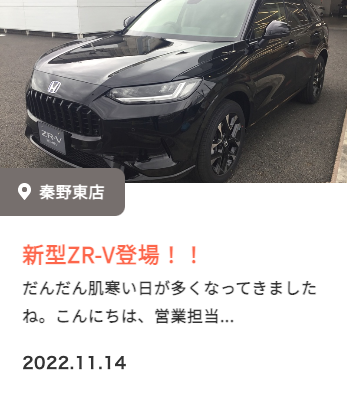 ZR-V
秦野東店
新型ZR-V登場！！
だんだん肌寒い日が多くなってきました
ね。こんにちは、営業担当...
2022.11.14